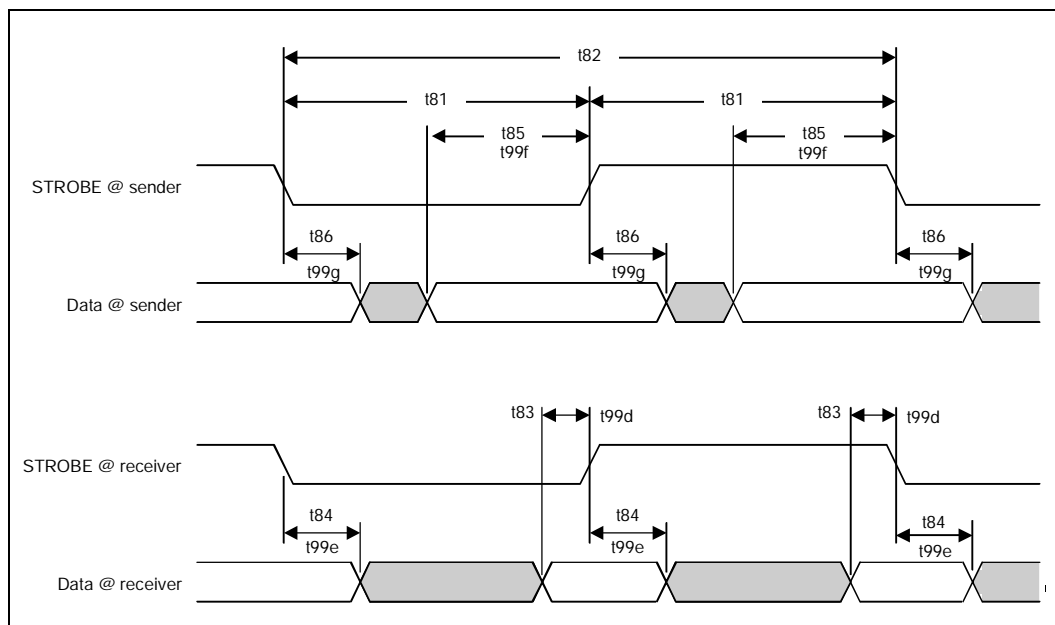 t82
t81 t81
t85 t85
t99f t99f
STROBE @ sender
t86 t86 t86
t99g t99g t99g
Data @ sender
t83 t99d t83 t99d
STROBE @ receiver
t84 t84 t84
t99e t99e t99e
Data @ receiver